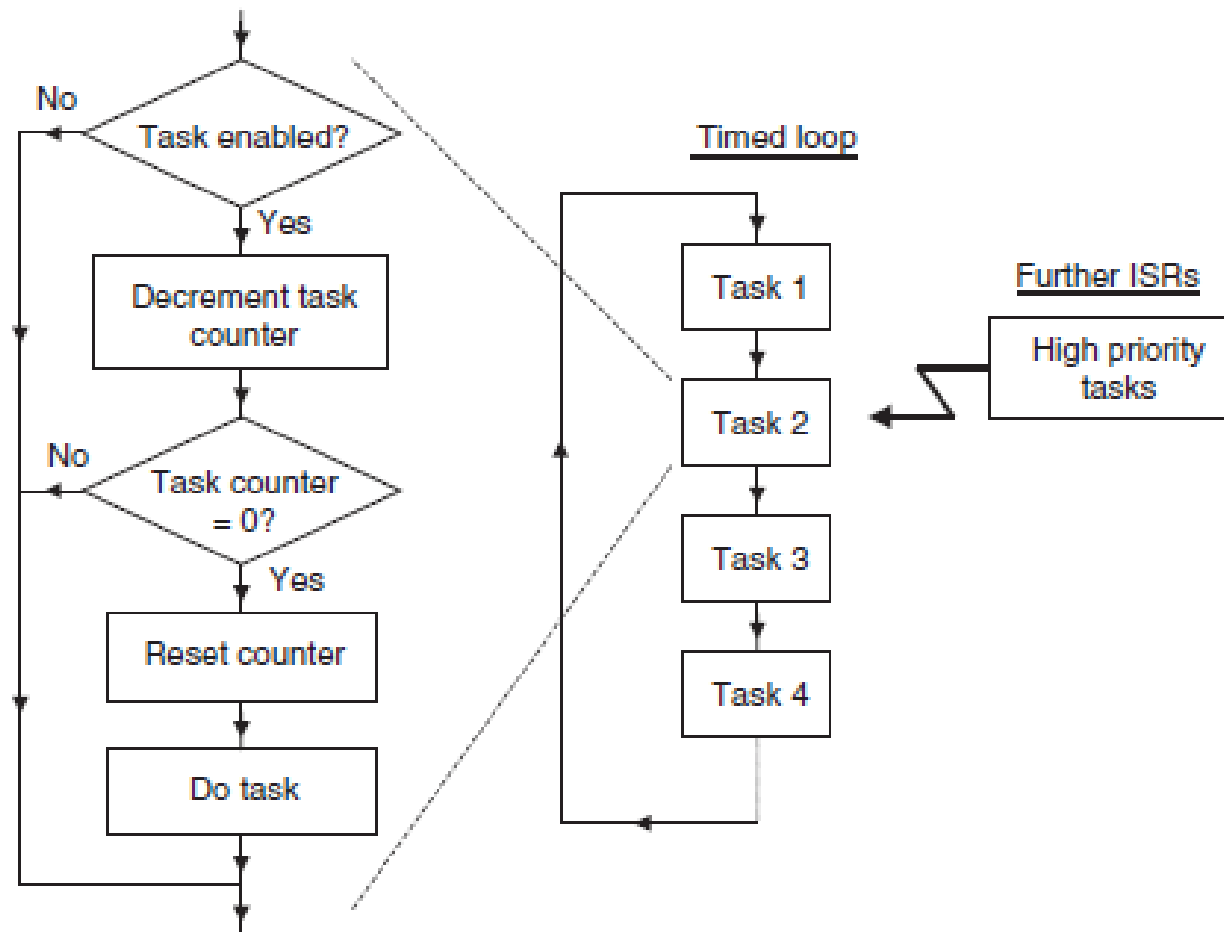 No
Task enabled?
Yes
Decrement task
counter
No
Task counter
= 0?
Yes
Reset counter
Do task
Timed loop
Task 1
Task 2
Task 3
Task 4
Further ISRs
High priority
tasks